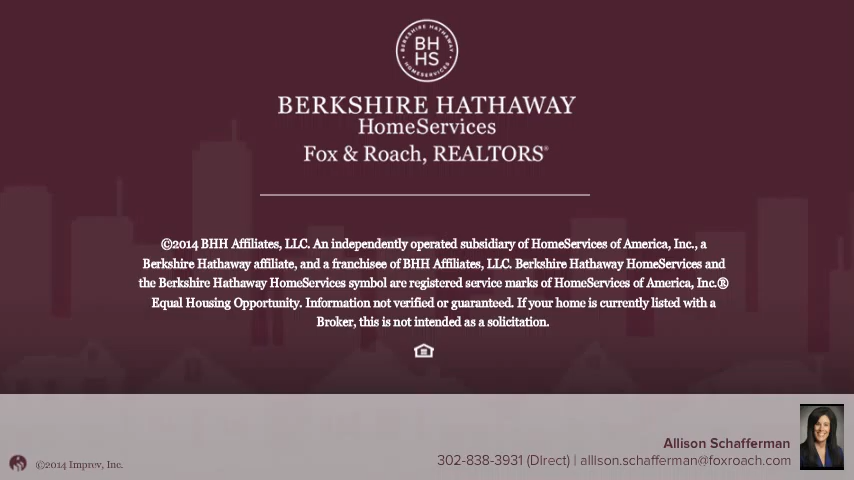 BERKSHIRE HATHAWAY
BH
HS
HOMESERVICES
BERKSHIRE HATHAWAY
HomeServices
Fox & Roach, REALTORS®
©2014 BHH Affiliates, LLC. An independently operated subsidiary of HomeServices of America, Inc., a
Berkshire Hathaway affiliate, and a franchisee of BHH Affiliates, LLC. Berkshire Hathaway HomeServices and
the Berkshire Hathaway HomeServices symbol are registered service marks of HomeServices of America, Inc.®
Equal Housing Opportunity. Information not verified or guaranteed. If your home is currently listed with a
Broker, this is not intended as a solicitation.
Allison Schafferman
302-838-3931 (Direct) | allison.schafferman@foxroach.com
©2014 Imprev, Inc.